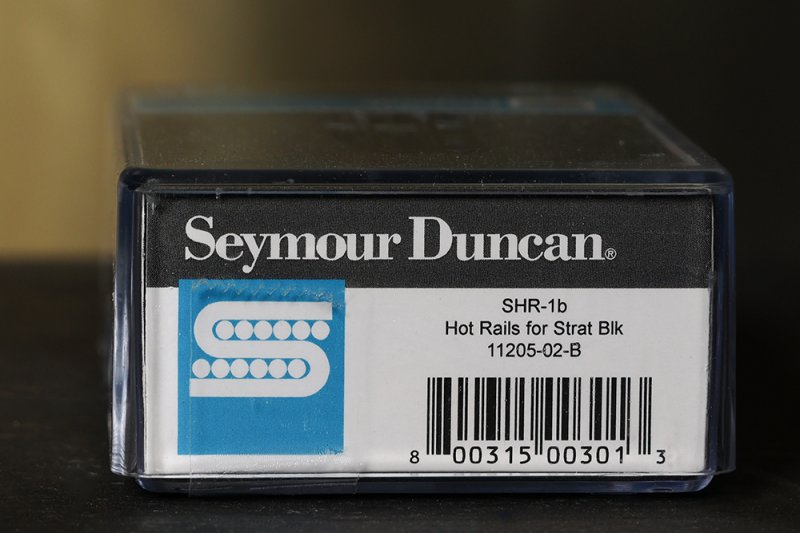 Seymour Duncan®
SHR-1b
Hot Rails for Strat Blk
11205-02-B
8 00315 00301 3